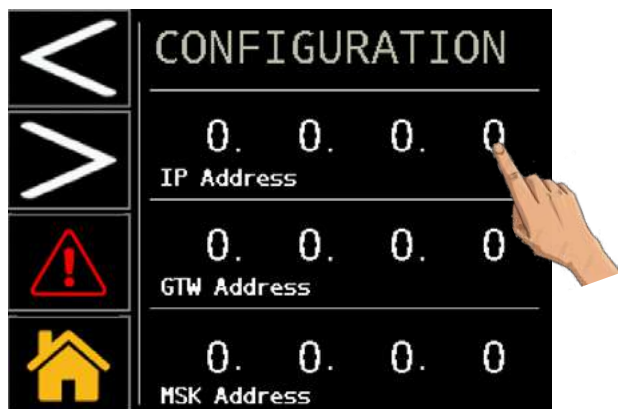 CONFIGURATION
0. 0. 0. 0
IP Address
0. 0. 0. 0
GTW Address
0. 0. 0. 0
MSK Address